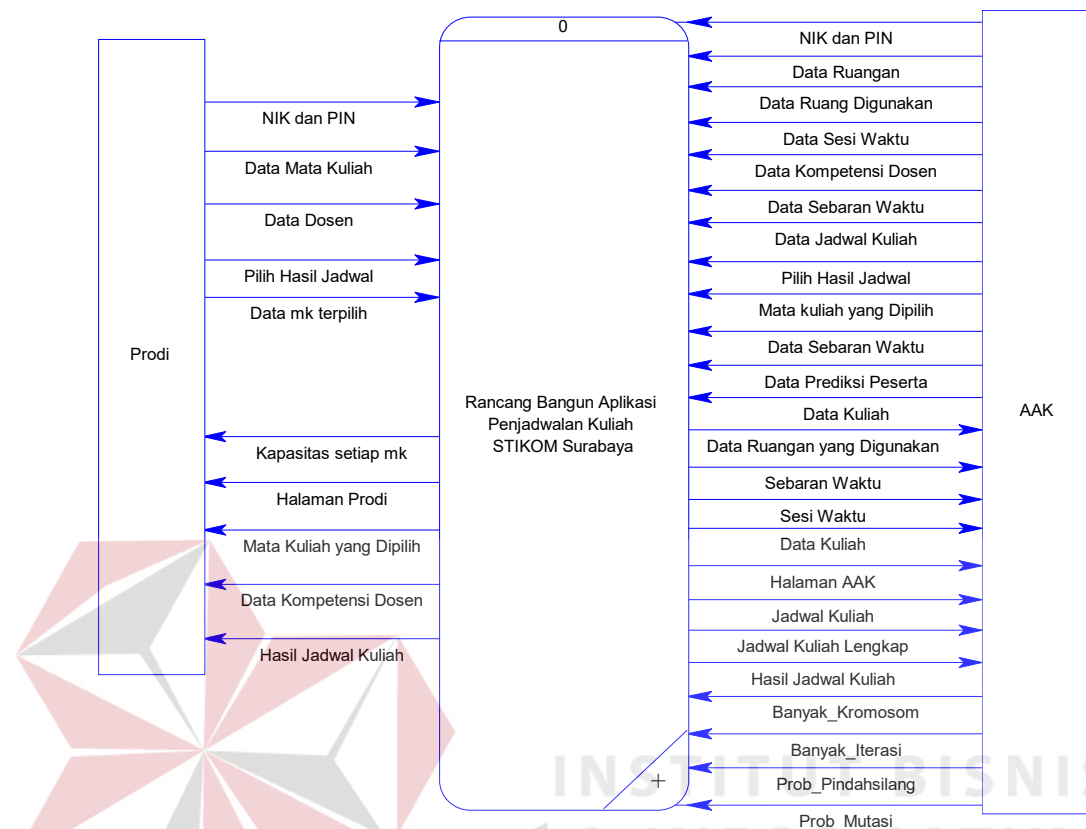 0
NIK dan PIN
Data Mata Kuliah
Data Dosen
Pilih Hasil Jadwal
Data mk terpilih
Prodi
Kapasitas setiap mk
Halaman Prodi
Mata Kuliah yang Dipilih
Data Kompetensi Dosen
Hasil Jadwal Kuliah
Rancang Bangun Aplikasi
Penjadwalan Kuliah
STIKOM Surabaya
+
NIK dan PIN
Data Ruangan
Data Ruang Digunakan
Data Sesi Waktu
Data Kompetensi Dosen
Data Sebaran Waktu
Data Jadwal Kuliah
Pilih Hasil Jadwal
Mata kuliah yang Dipilih
Data Sebaran Waktu
Data Prediksi Peserta
Data Kuliah
Data Ruangan yang Digunakan
Sebaran Waktu
Sesi Waktu
Data Kuliah
Halaman AAK
Jadwal Kuliah
Jadwal Kuliah Lengkap
Hasil Jadwal Kuliah
Banyak_Kromosom
Banyak_Iterasi
Prob_Pindahsilang
Prob_Mutasi
AAK
INSTITUT BISNIS